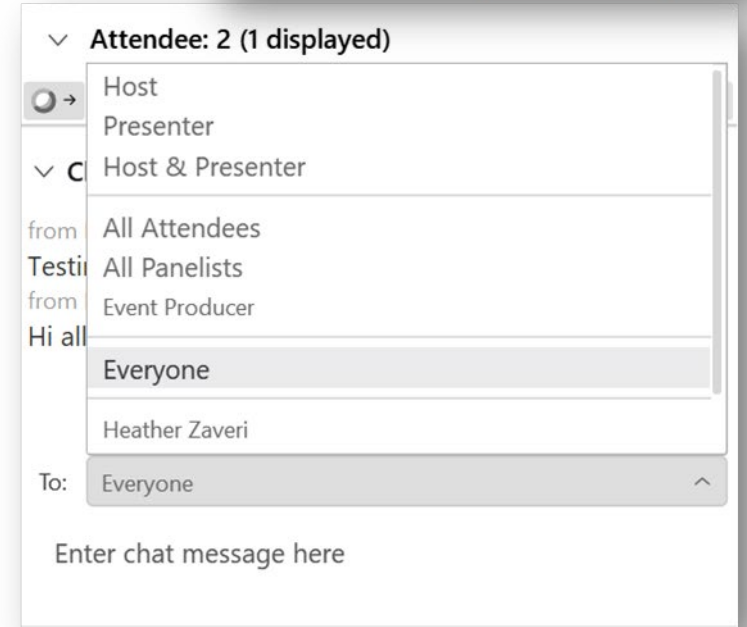 Attendee: 2 (1 displayed)
Host
Presenter
Host & Presenter
from
All Attendees
All Panelists
from
Event Producer
Hi all
Everyone
Heather Zaveri
To: Everyone
Enter chat message here